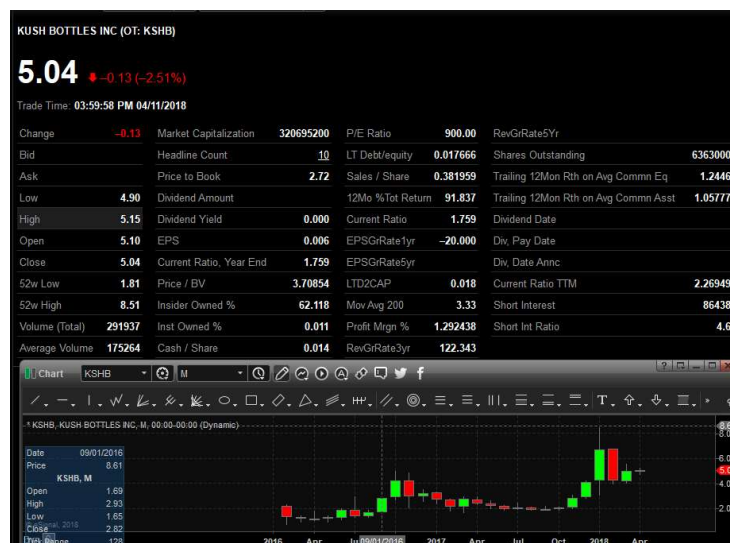 KUSH BOTTLES INC (OT: KSHB)
5.04 -0.13 (-2.51%)
Trade Time: 03:59:58 PM 04/11/2018
Change -0.13 Market Capitalization 320695200 P/E Ratio 900.00 RevGrRate5Yr
Bid Headline Count 10 LT Debt/equity 0.017666 Shares Outstanding 6363000
Ask Price to Book 2.72 Sales / Share 0.381959 Trailing 12Mon Rth on Avg Commn Eq 1.2446
Low 4.90 Dividend Amount 12Mo %Tot Return 91.837 Trailing 12Mon Rth on Avg Commn Asst 1.05777
High 5.15 Dividend Yield 0.000 Current Ratio 1.759 Dividend Date
Open 5.10 EPS 0.006 EPSGrRate1yr -20.000 Div, Pay Date
Close 5.04 Current Ratio, Year End 1.759 EPSGrRate5yr Div, Date Annc
52w Low 1.81 Price / BV 3.70854 LTD2CAP 0.018 Current Ratio TTM 2.26949
52w High 8.51 Insider Owned % 62.118 Mov Avg 200 3.33 Short Interest 86438
Volume (Total) 291937 Inst Owned % 0.011 Profit Mrgn % 1.292438 Short Int Ratio 4.6
Average Volume 175264 Cash / Share 0.014 RevGrRate3yr 122.343
Chart KSHB M
* KSHB, KUSH BOTTLES INC, M, 00:00-00:00 (Dynamic)
Date 09/01/2016
Price 8.61
KSHB, M
Open 1.69
High 2.93
Low 1.65
Close 2.82
Range 128
8.6
8.0
5.0
4.0
2.0
2016 Apr 09/01/2016 2017 Apr Jul Oct 2018 Apr